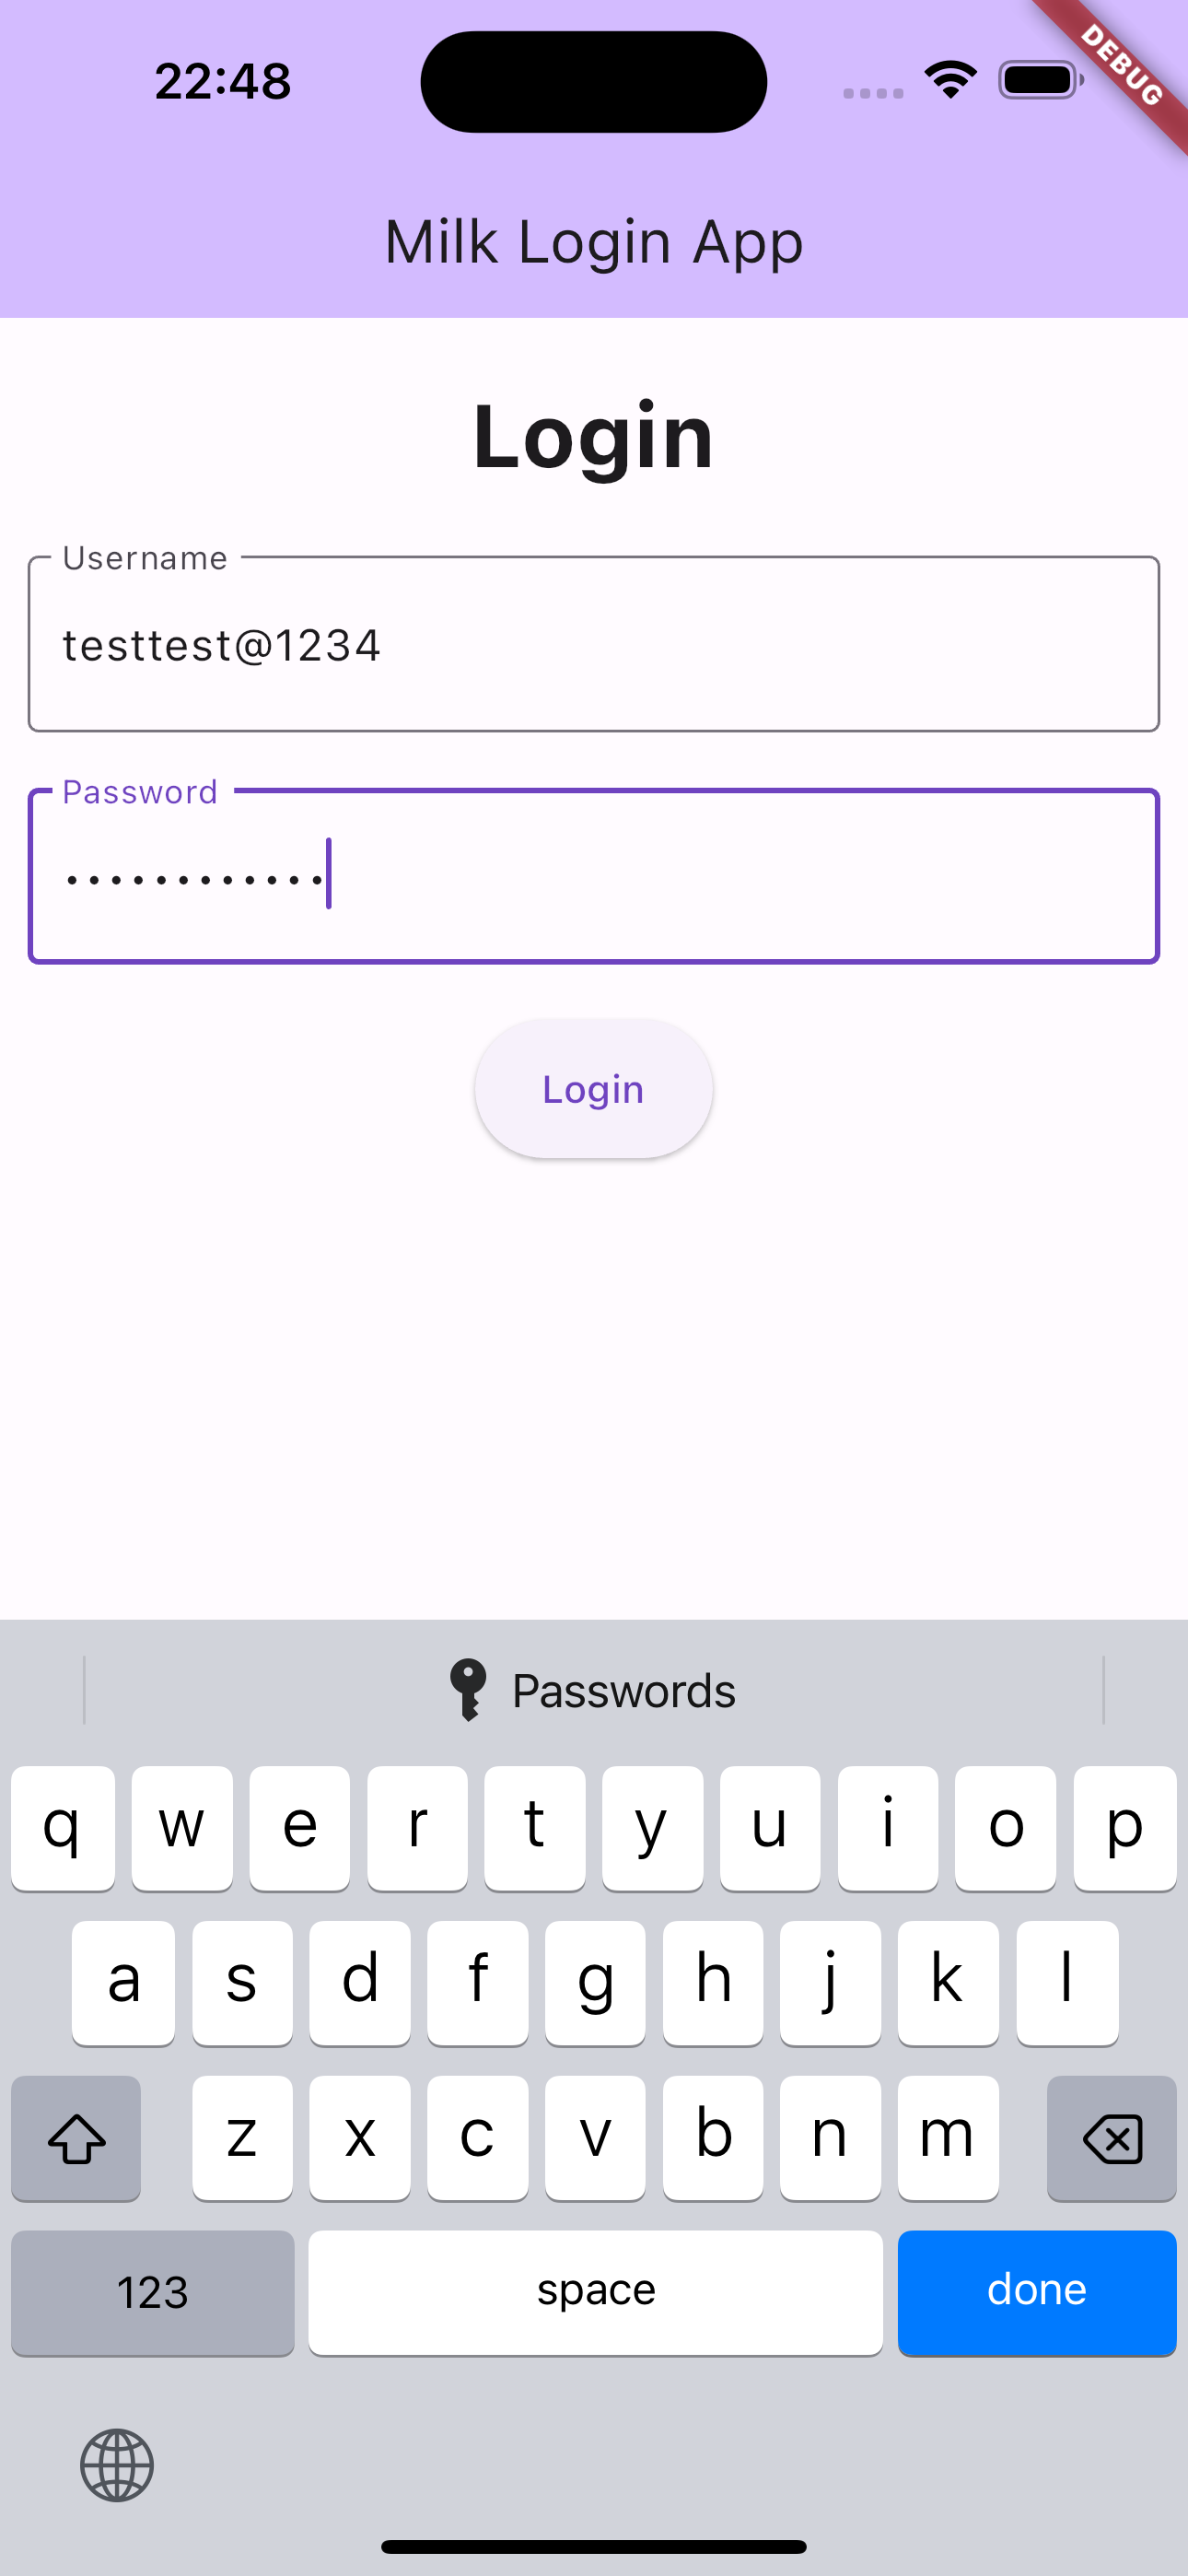 22:48
DEBUG
Milk Login App
Login
Username
testtest@1234
Password
••••••••••••
Login
Passwords
q w e r t y u i o p
a s d f g h j k l
z x c v b n m
123 space done